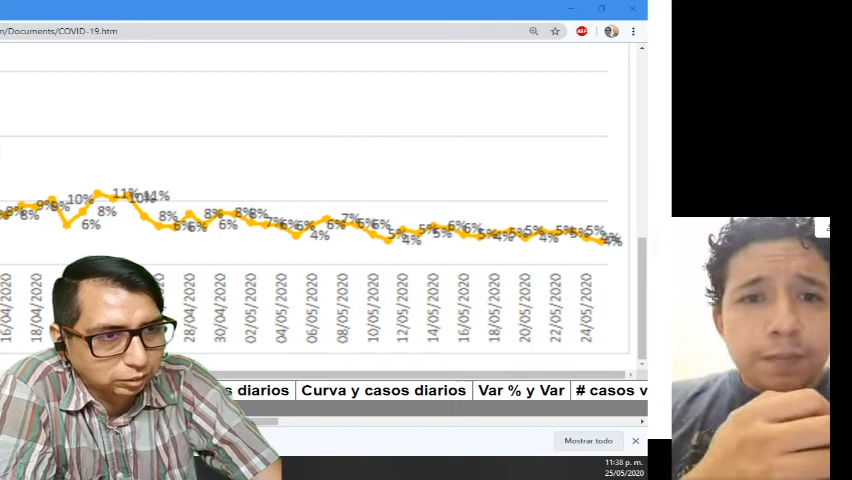 n/Documents/COVID-19.htm
ABP
8% 8% 9% 9% 10% 6% 8% 11% 10% 11% 8% 6% 6% 8% 6% 8% 8% 7% 6% 6% 4% 7% 6% 6% 6% 5% 4% 5% 5% 6% 6% 5% 4% 5% 5% 4% 5% 5% 5% 4%
16/04/2020 18/04/2020 28/04/2020 30/04/2020 02/05/2020 04/05/2020 06/05/2020 08/05/2020 10/05/2020 12/05/2020 14/05/2020 16/05/2020 18/05/2020 20/05/2020 22/05/2020 24/05/2020
s diarios Curva y casos diarios Var % y Var # casos v
Mostrar todo
11:38 p. m.
25/05/2020